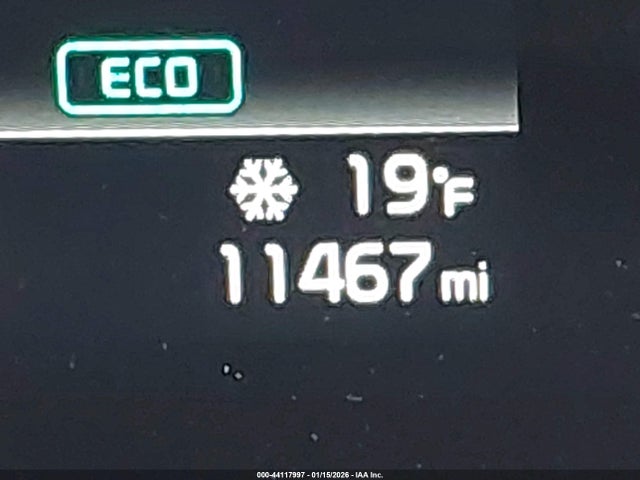 ECO
19°F
11467 mi
000-44117997 - 01/15/2026 - IAA Inc.